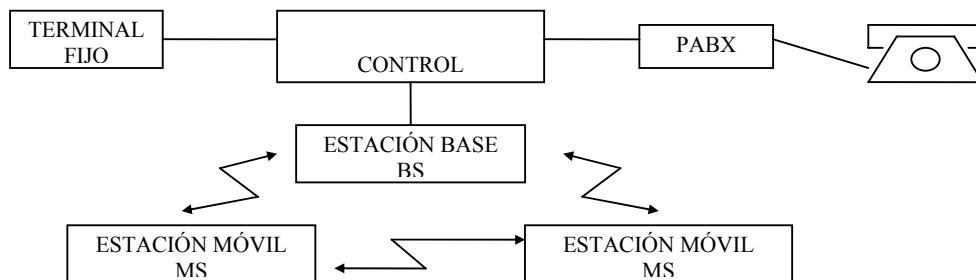 TERMINAL
FIJO
CONTROL
PABX
ESTACIÓN BASE
BS
ESTACIÓN MÓVIL
MS
ESTACIÓN MÓVIL
MS